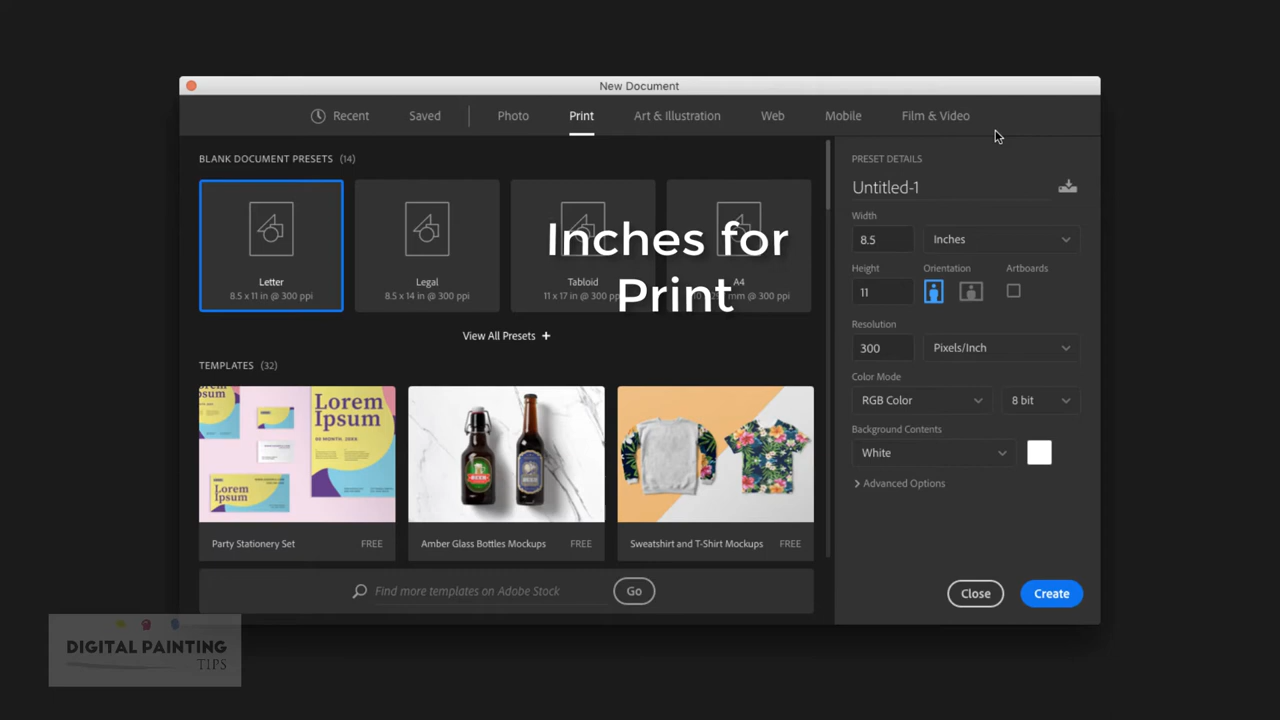 New Document
Recent Saved Photo Print Art & Illustration Web Mobile Film & Video
BLANK DOCUMENT PRESETS (14)
Letter
8.5 x 11 in @ 300 ppi
Legal
8.5 x 14 in @ 300 ppi
Tabloid
11 x 17 in @ 300 ppi
A4
mm @ 300 ppi
Inches for
Print
View All Presets +
TEMPLATES (32)
Lorem
Ipsum
Lorem
Ipsum
BEER
Party Stationery Set FREE
Amber Glass Bottles Mockups FREE
Sweatshirt and T-Shirt Mockups FREE
Find more templates on Adobe Stock Go
PRESET DETAILS
Untitled-1
Width
8.5 Inches
Height Orientation Artboards
11
Resolution
300 Pixels/Inch
Color Mode
RGB Color 8 bit
Background Contents
White
Advanced Options
Close Create
DIGITAL PAINTING
TIPS